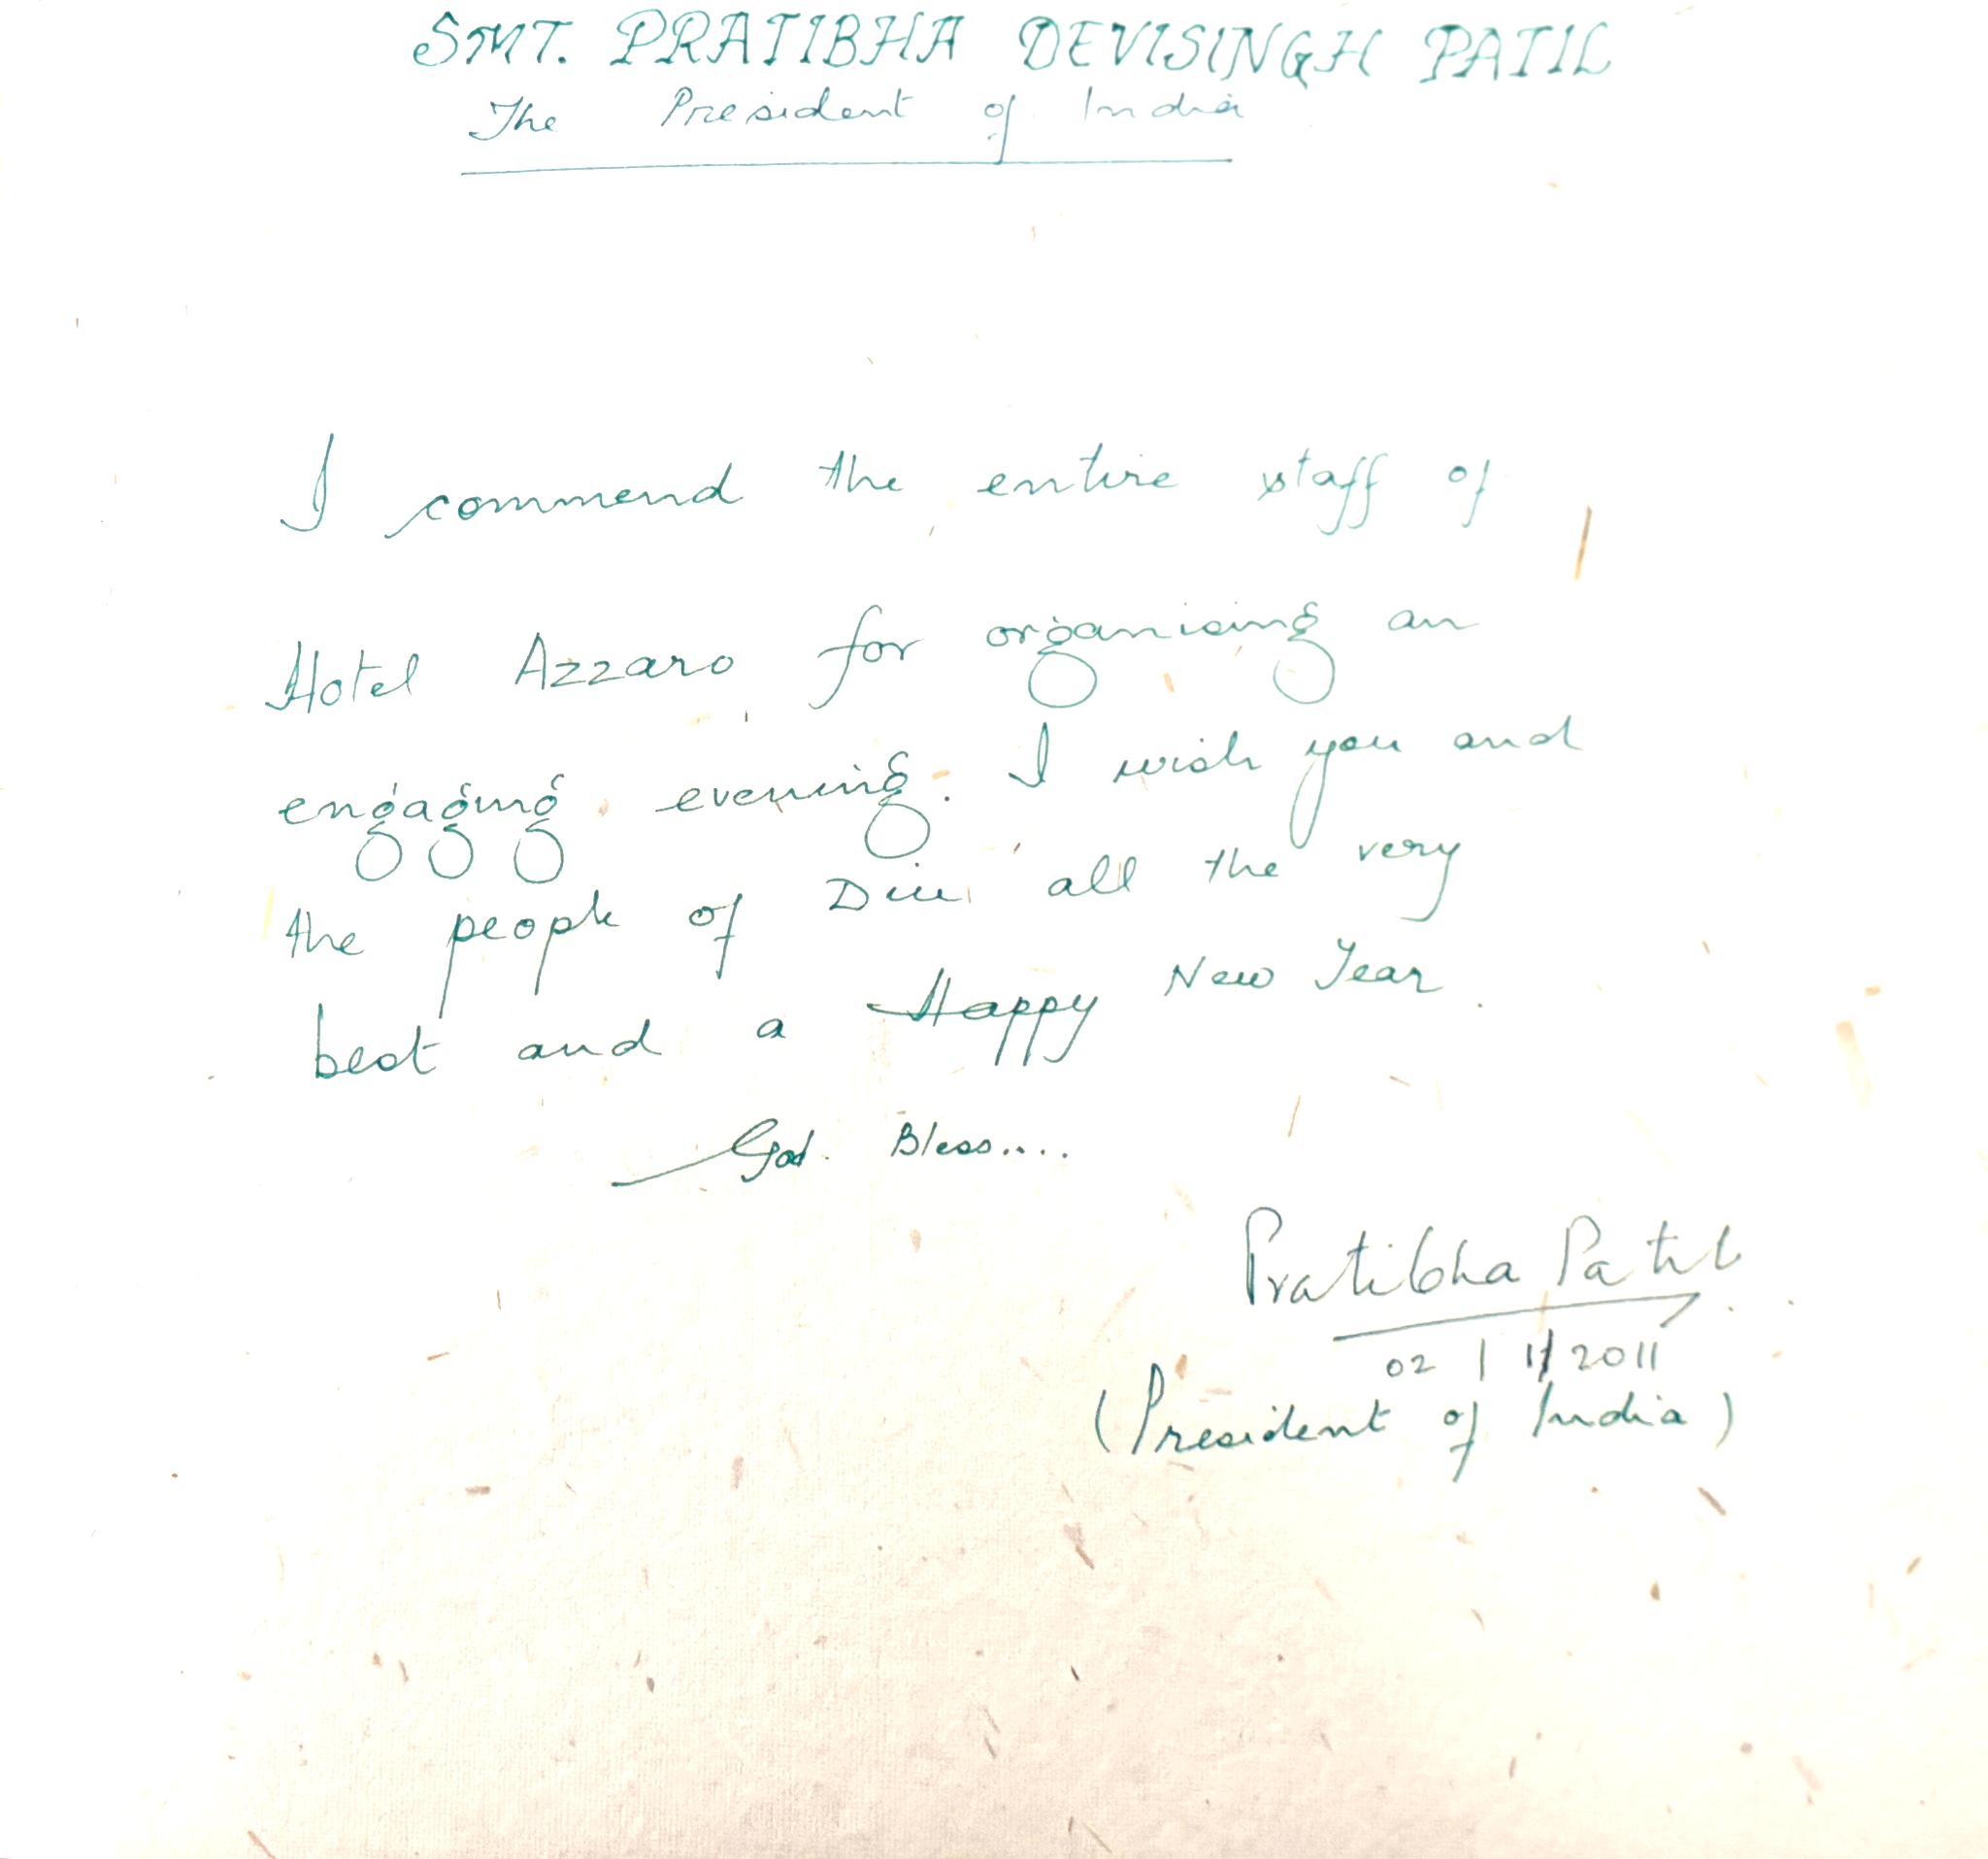 SMT. PRATIBHA DEVISINGH PATIL
The President of India
I commend the entire staff of
Hotel Azzaro for organising an
engaging evening. I wish you and
the people of Diu all the very
best and a Happy New Year.
God Bless....
Pratibha Patil
02/1/2011
(President of India)